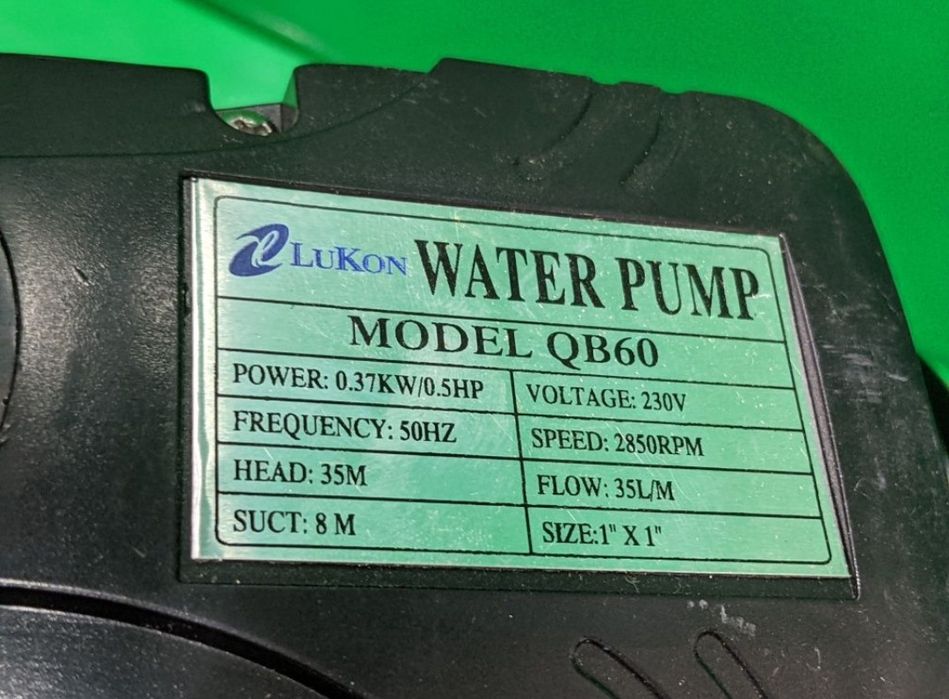 LUKON WATER PUMP
MODEL QB60
POWER: 0.37KW/0.5HP VOLTAGE: 230V
FREQUENCY: 50HZ SPEED: 2850RPM
HEAD: 35M FLOW: 35L/M
SUCT: 8 M SIZE:1" X 1"